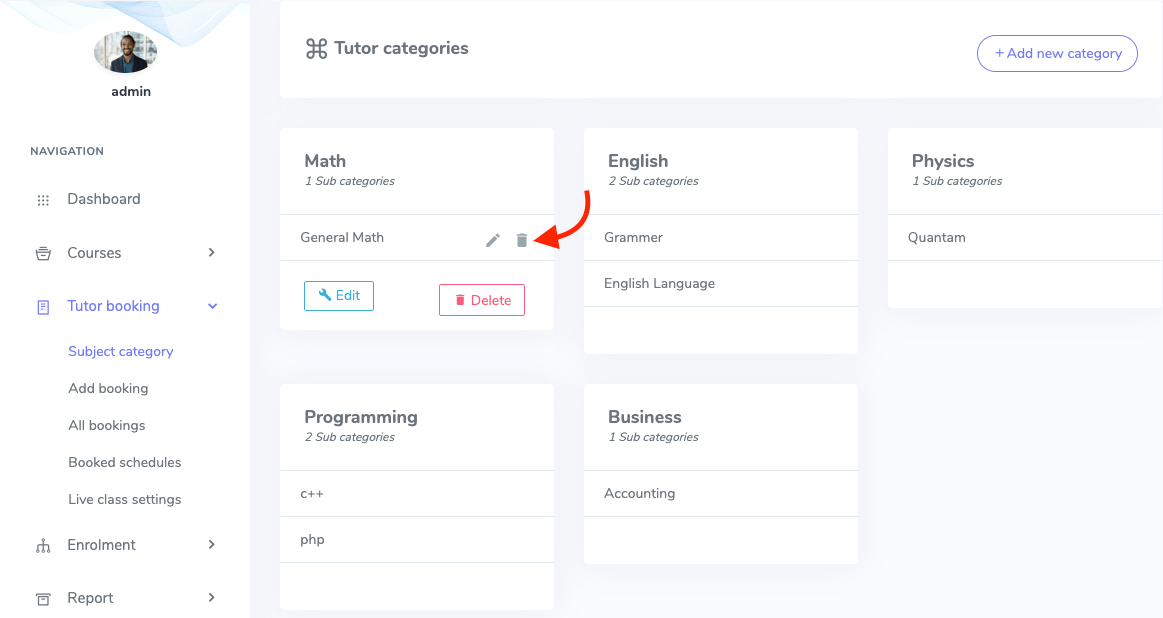 admin
NAVIGATION
Dashboard
Courses
Tutor booking
Subject category
Add booking
All bookings
Booked schedules
Live class settings
Enrolment
Report
Tutor categories
+ Add new category
Math
1 Sub categories
General Math
Edit
Delete
English
2 Sub categories
Grammer
English Language
Physics
1 Sub categories
Quantam
Programming
2 Sub categories
c++
php
Business
1 Sub categories
Accounting